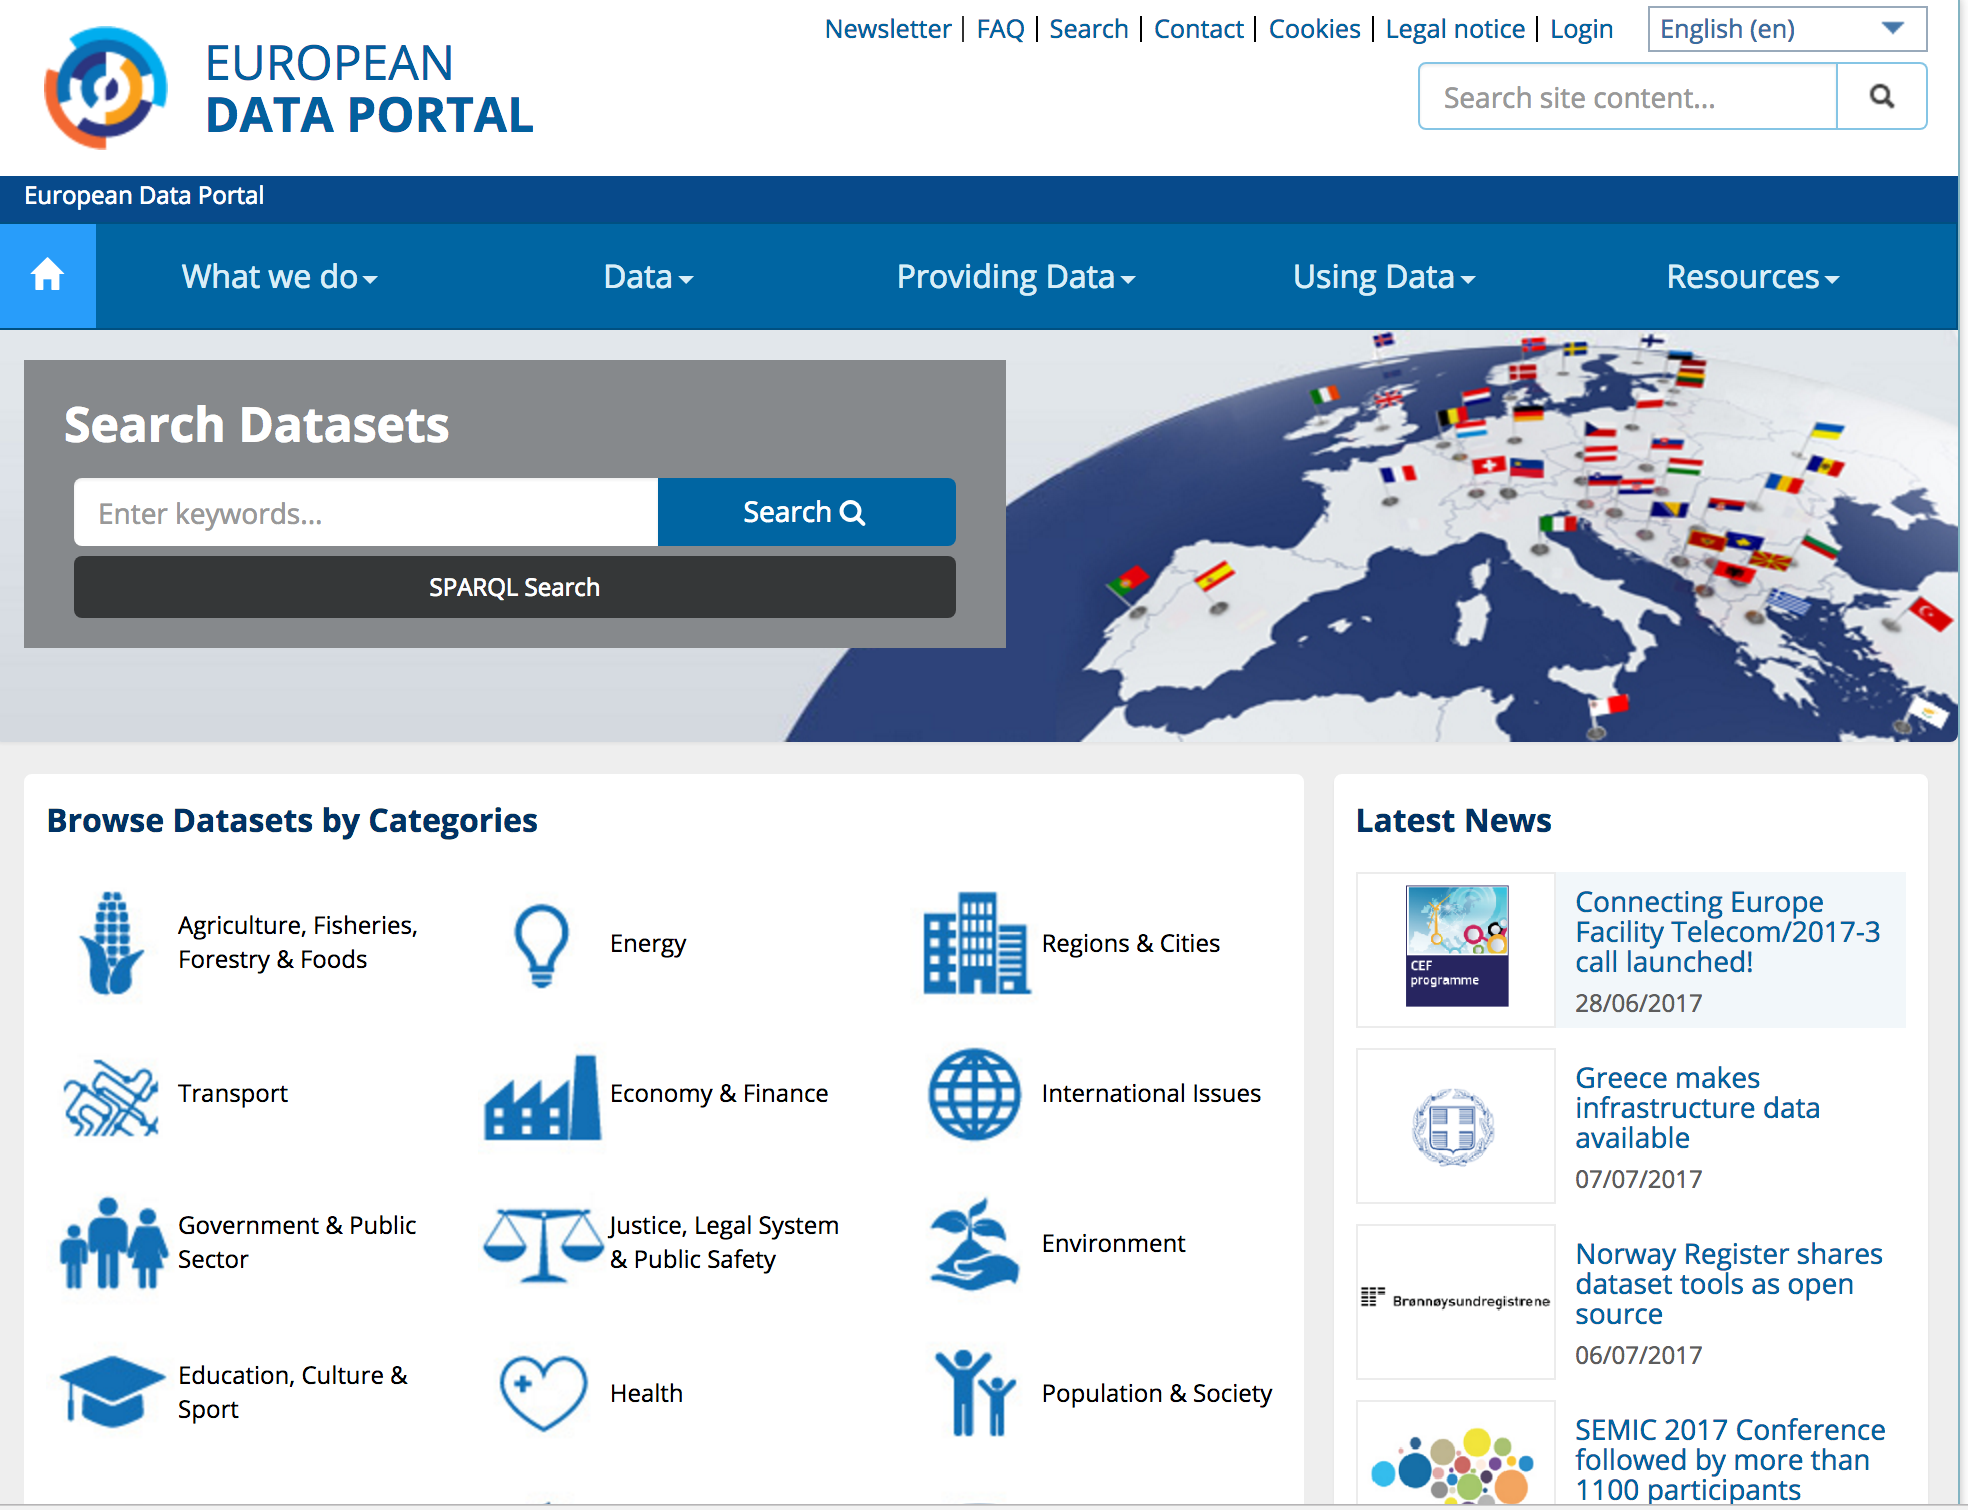 Newsletter | FAQ | Search | Contact | Cookies | Legal notice | Login
English (en)
EUROPEAN
DATA PORTAL
Search site content...
European Data Portal
What we do
Data
Providing Data
Using Data
Resources
Search Datasets
Enter keywords...
Search
SPARQL Search
Browse Datasets by Categories
Agriculture, Fisheries,
Forestry & Foods
Energy
Regions & Cities
Transport
Economy & Finance
International Issues
Government & Public
Sector
Justice, Legal System
& Public Safety
Environment
Education, Culture &
Sport
Health
Population & Society
Latest News
CEF
programme
Connecting Europe
Facility Telecom/2017-3
call launched!
28/06/2017
Greece makes
infrastructure data
available
07/07/2017
Brønnøysundregistrene
Norway Register shares
dataset tools as open
source
06/07/2017
SEMIC 2017 Conference
followed by more than
1100 participants